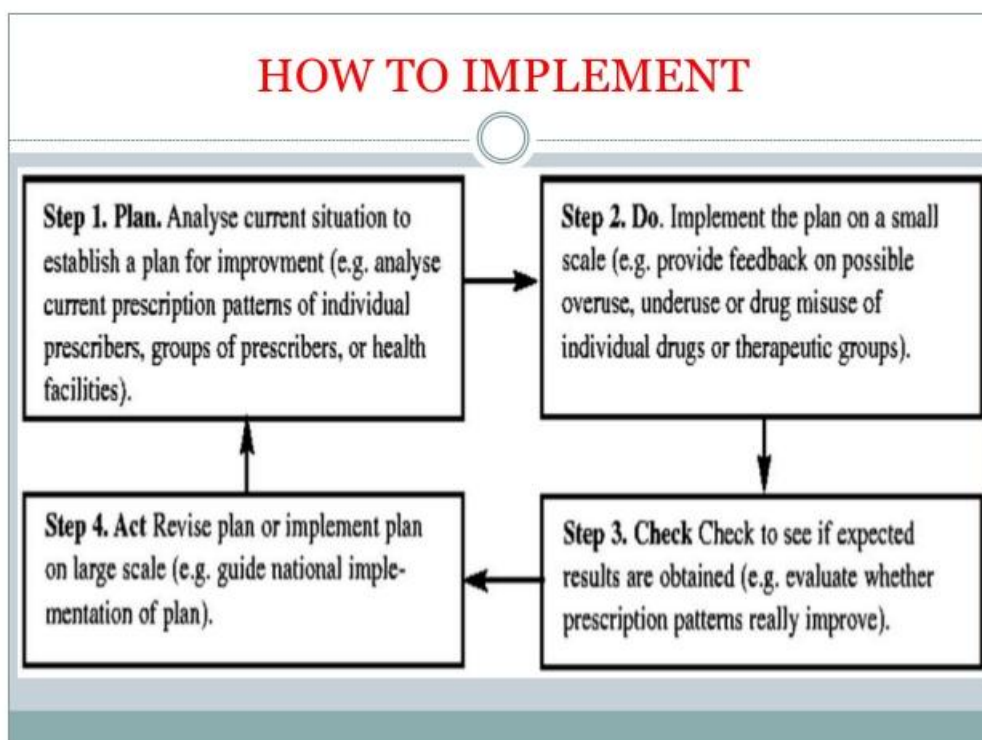 HOW TO IMPLEMENT
Step 1. Plan. Analyse current situation to
establish a plan for improvment (e.g. analyse
current prescription patterns of individual
prescribers, groups of prescribers, or health
facilities).
Step 2. Do. Implement the plan on a small
scale (e.g. provide feedback on possible
overuse, underuse or drug misuse of
individual drugs or therapeutic groups).
Step 3. Check Check to see if expected
results are obtained (e.g. evaluate whether
prescription patterns really improve).
Step 4. Act Revise plan or implement plan
on large scale (e.g. guide national imple-
mentation of plan).